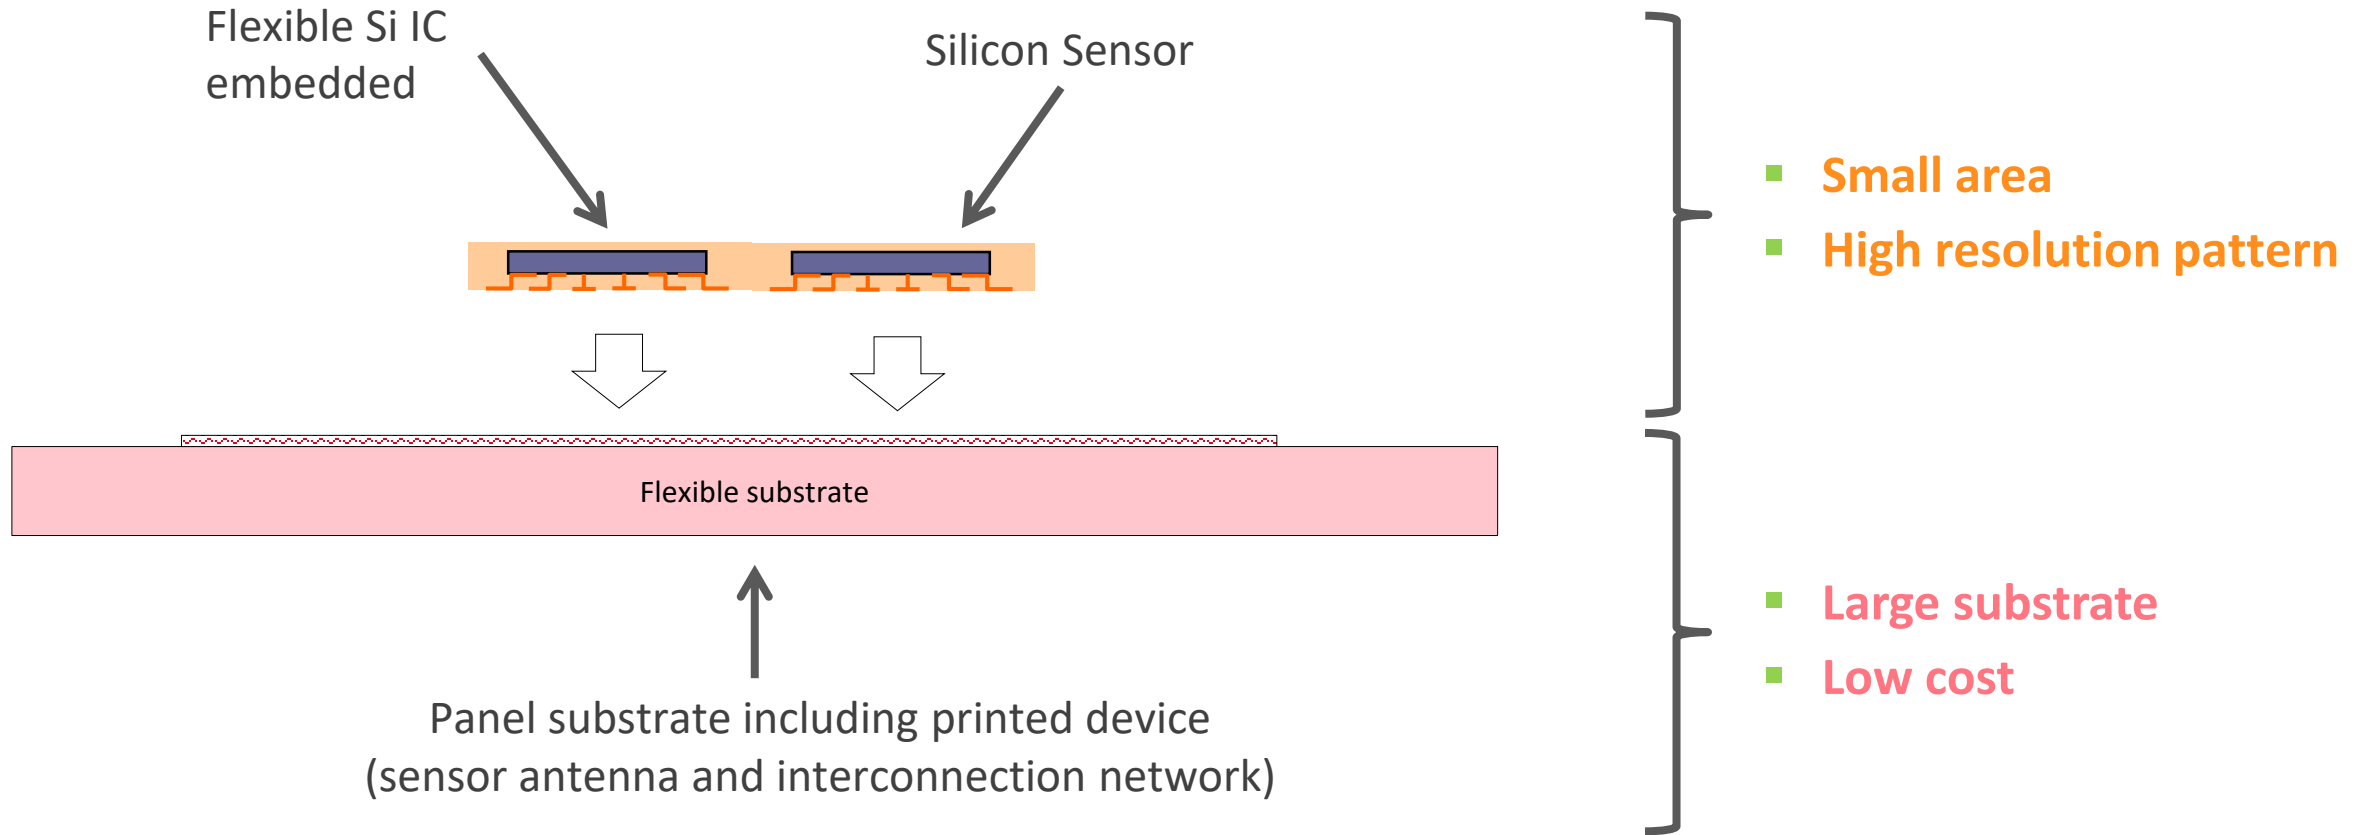 Flexible Si IC
embedded
Silicon Sensor
Small area
High resolution pattern
Flexible substrate
Large substrate
Low cost
Panel substrate including printed device
(sensor antenna and interconnection network)